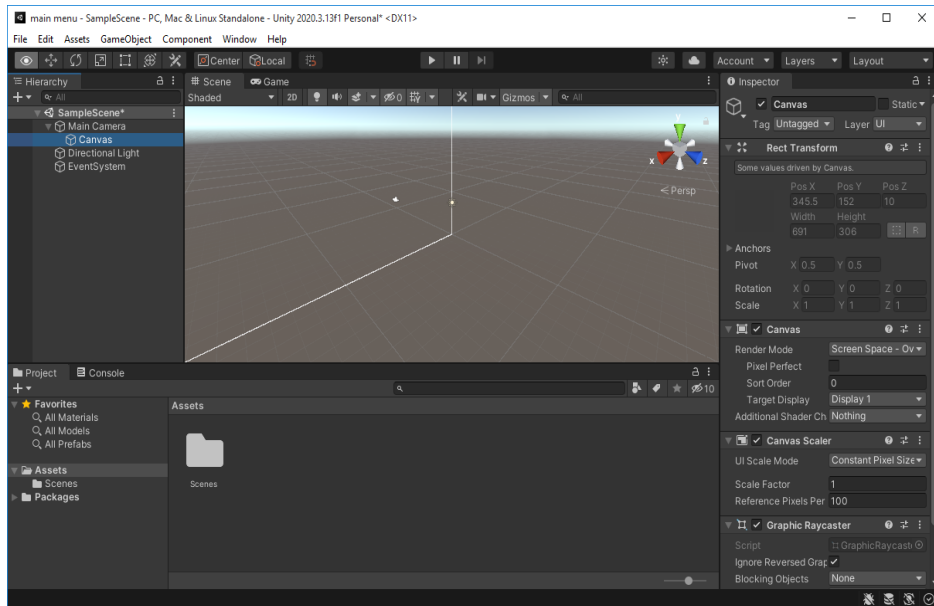 main menu - SampleScene - PC, Mac & Linux Standalone - Unity 2020.3.13f1 Personal* <DX11>
File Edit Assets GameObject Component Window Help
Center Local Account Layers Layout
Hierarchy
All
SampleScene*
Main Camera
Canvas
Directional Light
EventSystem
Scene Game
Shaded 2D 0 Gizmos All
y
x z
Persp
Inspector
Canvas Static
Tag Untagged Layer UI
Rect Transform
Some values driven by Canvas.
Pos X Pos Y Pos Z
345.5 152 10
Width Height
691 306 R
Anchors
Pivot X 0.5 Y 0.5
Rotation X 0 Y 0 Z 0
Scale X 1 Y 1 Z 1
Canvas
Render Mode Screen Space - Ov
Pixel Perfect
Sort Order 0
Target Display Display 1
Additional Shader Ch Nothing
Canvas Scaler
UI Scale Mode Constant Pixel Size
Scale Factor 1
Reference Pixels Per 100
Graphic Raycaster
Script GraphicRaycast
Ignore Reversed Grap
Blocking Objects None
Project Console
10
Favorites
All Materials
All Models
All Prefabs
Assets
Scenes
Packages
Assets
Scenes